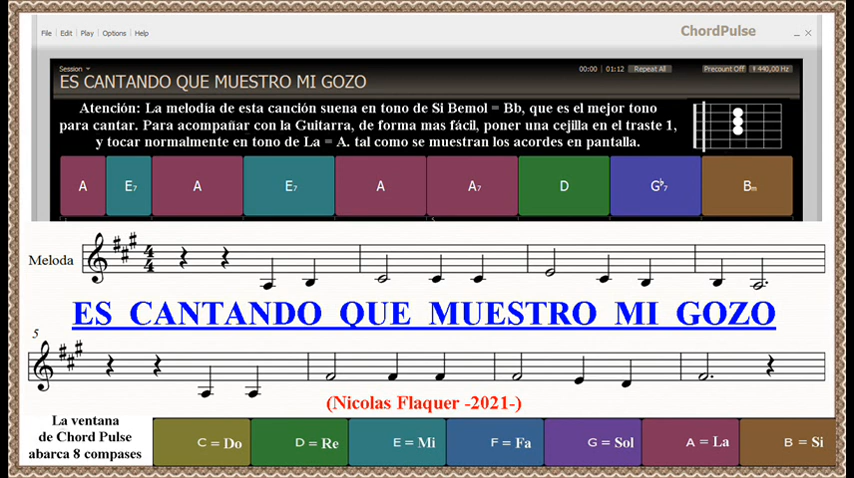 ChordPulse
File Edit Play Options Help
Session
00:00 01:12 Repeat All Precount Off 440,00 Hz
ES CANTANDO QUE MUESTRO MI GOZO
Atención: La melodía de esta canción suena en tono de Si Bemol = Bb, que es el mejor tono
para cantar. Para acompañar con la Guitarra, de forma mas fácil, poner una cejilla en el traste 1,
y tocar normalmente en tono de La = A. tal como se muestran los acordes en pantalla.
A E7 A E7 A A7 D G♭7 Bm
Meloda
4/4
ES CANTANDO QUE MUESTRO MI GOZO
5
(Nicolas Flaquer -2021-)
La ventana
de Chord Pulse
abarca 8 compases
C = Do D = Re E = Mi F = Fa G = Sol A = La B = Si